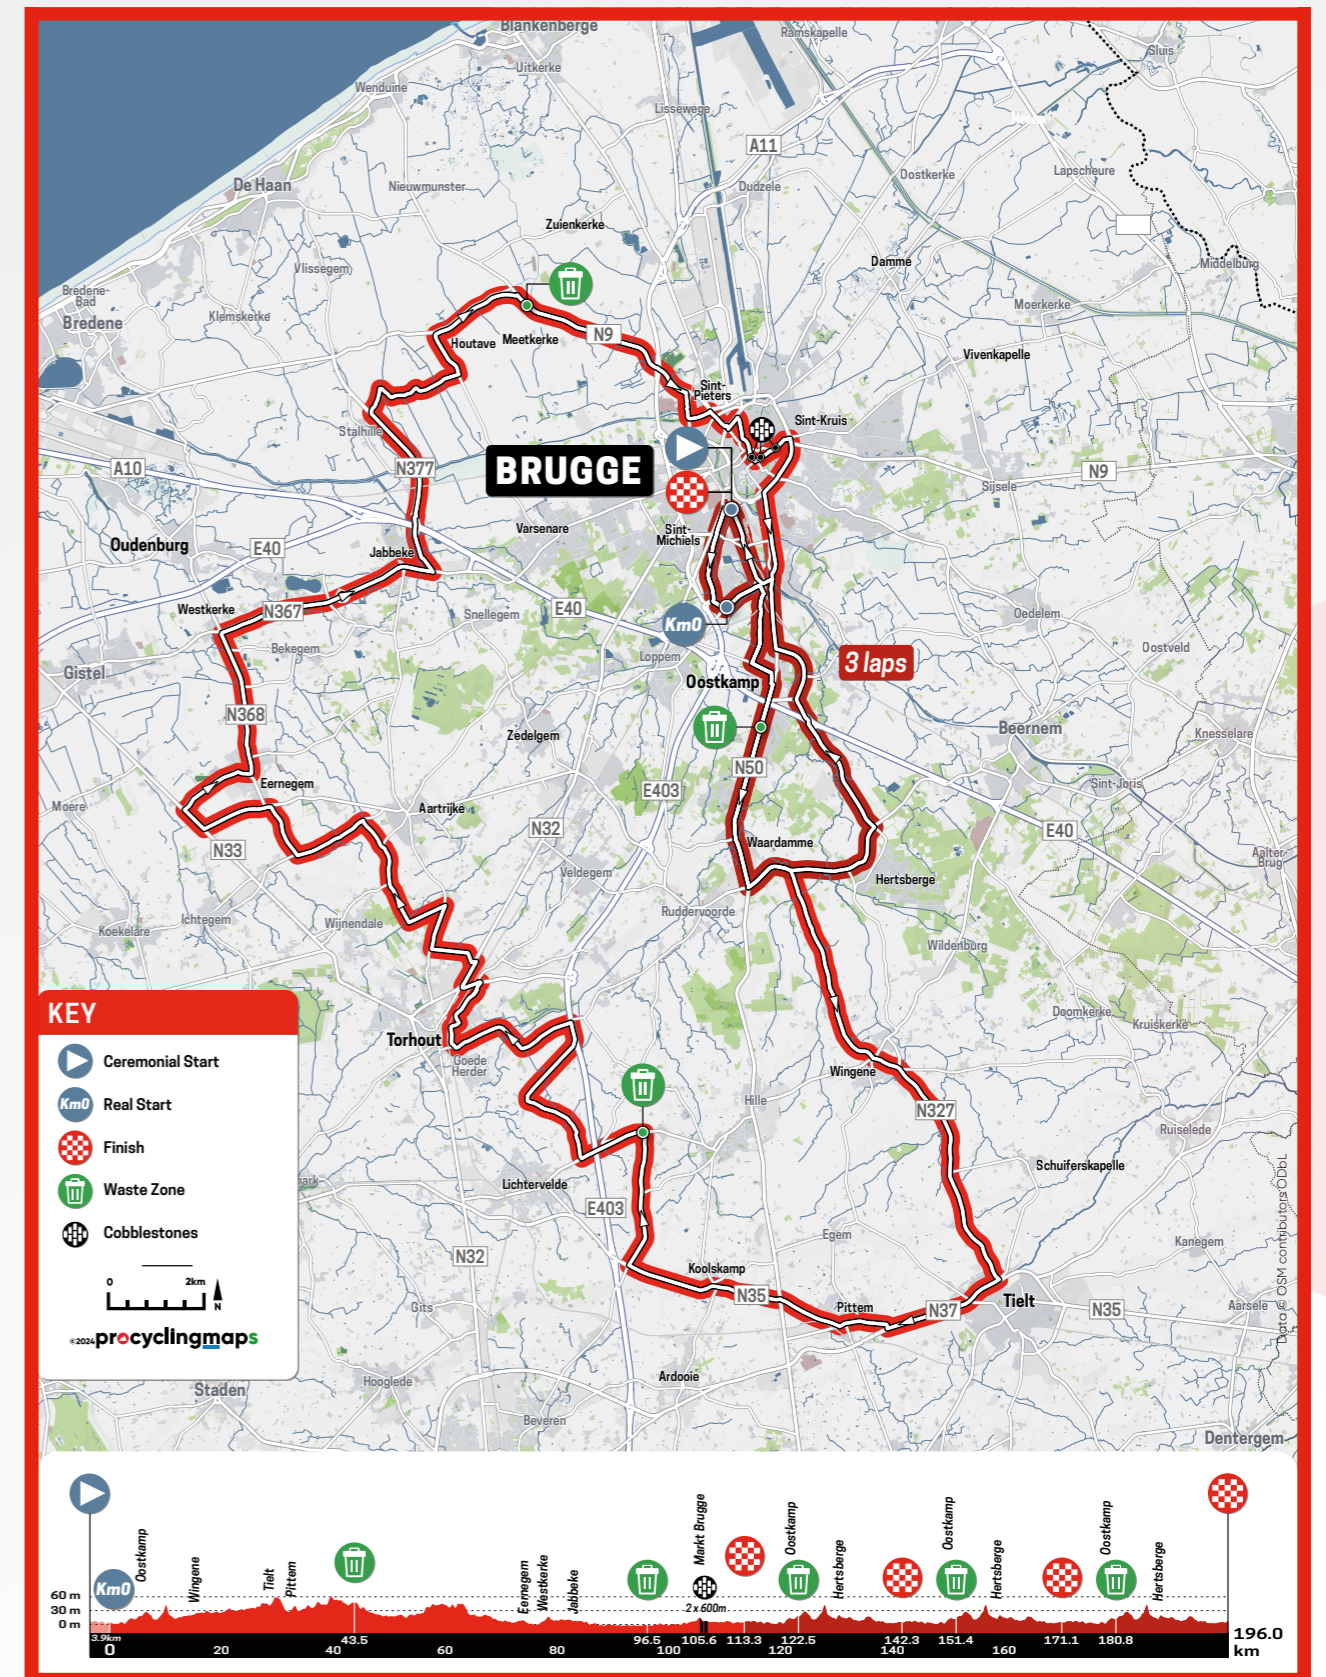 Blankenberge
Ramskapelle
Sluis
Uitkerke
Wenduine
Lissewege
A11
De Haan
Nieuwmunster
Dudzele
Oostkerke
Lapscheure
Zuienkerke
Vlissegem
Damme
Middelburg
Bredene-
Bad
Klemskerke
Moerkerke
Bredene
Houtave
Meetkerke
N9
Vivenkapelle
Sint-
Pieters
Sint-Kruis
Stalhille
A10
N377
BRUGGE
N9
Sijsele
Varsenare
Sint-
Michiels
Oudenburg
E40
Jabbeke
Westkerke
N367
Snellegem
E40
Km0
Oedelem
Bekegem
Loppem
3 laps
Oostveld
Gistel
Oostkamp
N368
Zedelgem
Beernem
Knesselare
N50
Eernegem
E403
Sint-Joris
Moere
Aartrijke
N32
E40
N33
Waardamme
Aalter-
Brug
Veldegem
Hertsberge
Ichtegem
Wijnendale
Ruddervoorde
Koekelare
Wildenburg
KEY
Ceremonial Start
Km0
Real Start
Finish
Waste Zone
Cobblestones
0
2km
N
©2024procyclingmaps
Torhout
Goede
Herder
Doomkerke
Kruiskerke
Wingene
Hille
N327
Ruiselede
Schuiferskapelle
Lichtervelde
E403
N32
Egem
Kanegem
Koolskamp
N35
Gits
Pittem
N37
Tielt
N35
Aarsele
Data © OSM contributors ODbL
Ardooie
Hooglede
Staden
Beveren
Dentergem
Km0
Oostkamp
Wingene
Tielt
Pittem
Eernegem
Westkerke
Jabbeke
Markt Brugge
2 x 600m
Oostkamp
Hertsberge
Oostkamp
Hertsberge
Oostkamp
Hertsberge
60 m
30 m
0 m
3.9km
43.5
96.5
105.6
113.3
122.5
142.3
151.4
171.1
180.8
196.0
km
0
20
40
60
80
100
120
140
160